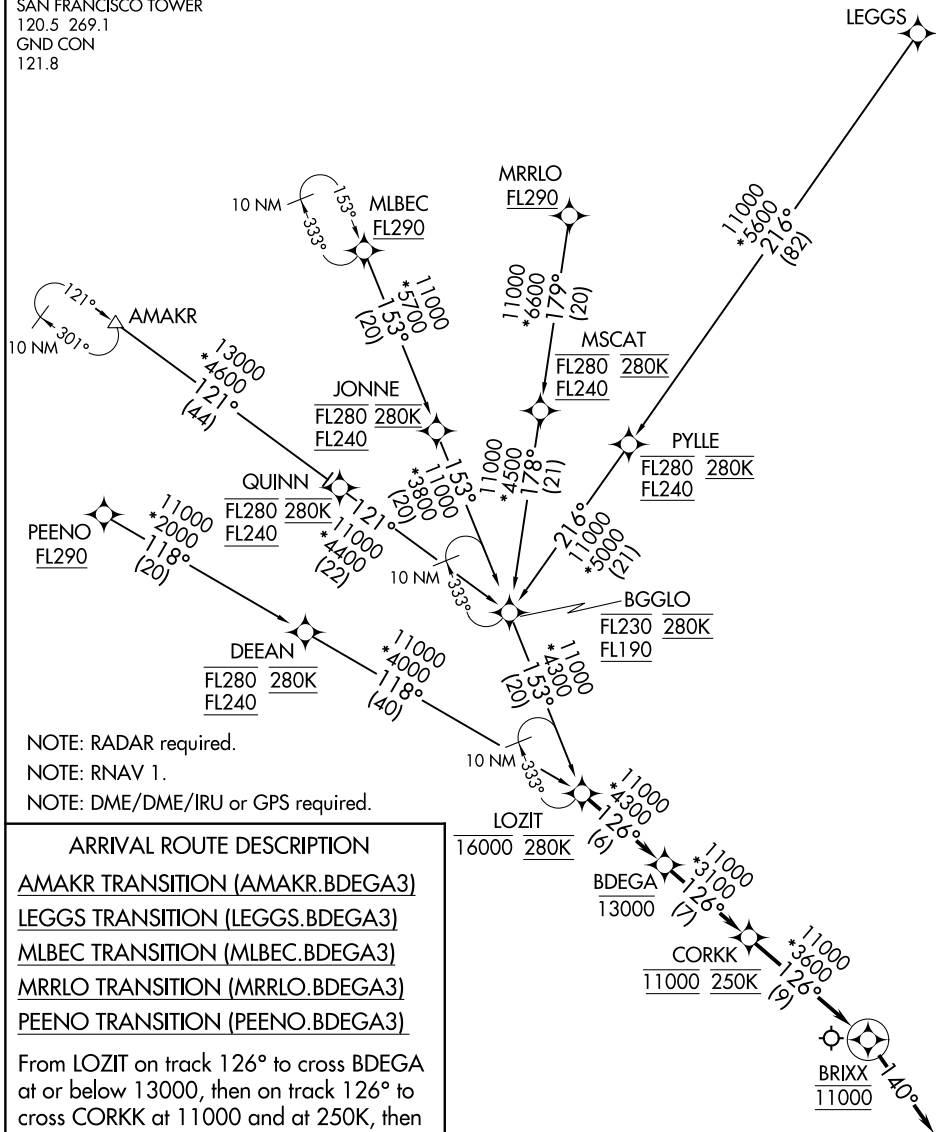 SAN FRANCISCO TOWER
120.5 269.1
GND CON
121.8
LEGGS
11000
*5600
216°
(82)
MRRLO
FL290
11000
*6600
179°
(20)
10 NM
153°
333°
MLBEC
FL290
11000
*5700
153°
(20)
121°
301°
10 NM
AMAKR
13000
*4600
121°
(44)
MSCAT
FL280 280K
FL240
JONNE
FL280 280K
FL240
PYLLE
FL280 280K
FL240
11000
*4500
178°
(21)
153°
11000
*3800
(20)
216°
11000
*5000
(21)
QUINN
FL280 280K
FL240
121°
11000
*4400
(22)
PEENO
FL290
11000
*2000
118°
(20)
10 NM
333°
BGGLO
FL230 280K
FL190
DEEAN
FL280 280K
FL240
11000
*4000
118°
(40)
11000
*4300
153°
(20)
10 NM
333°
NOTE: RADAR required.
NOTE: RNAV 1.
NOTE: DME/DME/IRU or GPS required.
LOZIT
16000 280K
11000
*4300
126°
(6)
BDEGA
13000
11000
*3100
126°
(7)
CORKK
11000 250K
11000
*3600
126°
(9)
BRIXX
11000
140°
ARRIVAL ROUTE DESCRIPTION
AMAKR TRANSITION (AMAKR.BDEGA3)
LEGGS TRANSITION (LEGGS.BDEGA3)
MLBEC TRANSITION (MLBEC.BDEGA3)
MRRLO TRANSITION (MRRLO.BDEGA3)
PEENO TRANSITION (PEENO.BDEGA3)
From LOZIT on track 126° to cross BDEGA
at or below 13000, then on track 126° to
cross CORKK at 11000 and at 250K, then